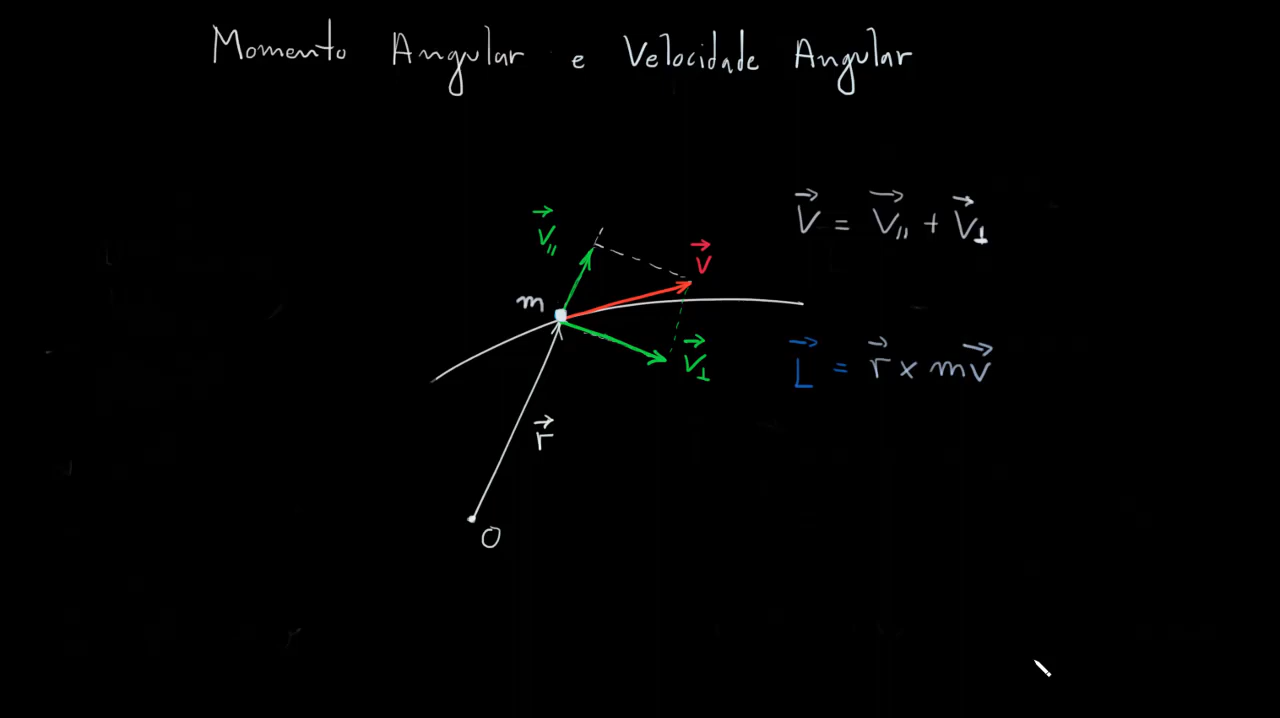 Momento Angular e Velocidade Angular
V⃗ = V⃗∥ + V⃗⊥
V⃗∥
V⃗
m
V⃗⊥
L⃗ = r⃗ × mv⃗
r⃗
O